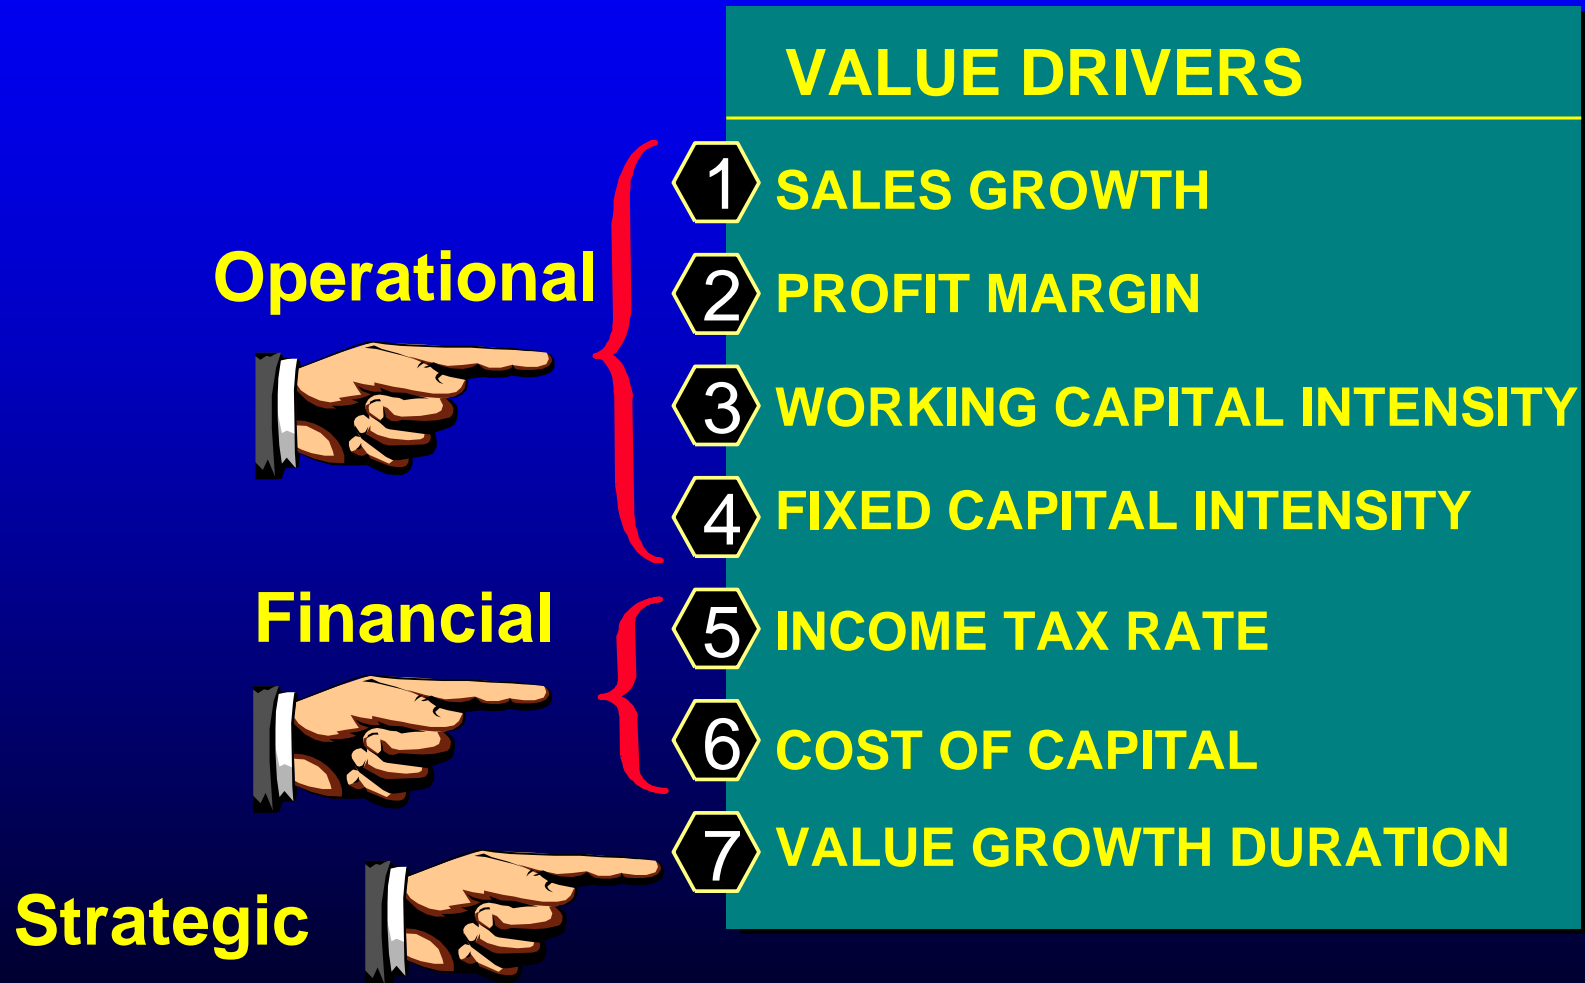 VALUE DRIVERS
Operational
1 SALES GROWTH
2 PROFIT MARGIN
3 WORKING CAPITAL INTENSITY
4 FIXED CAPITAL INTENSITY
Financial
5 INCOME TAX RATE
6 COST OF CAPITAL
Strategic
7 VALUE GROWTH DURATION